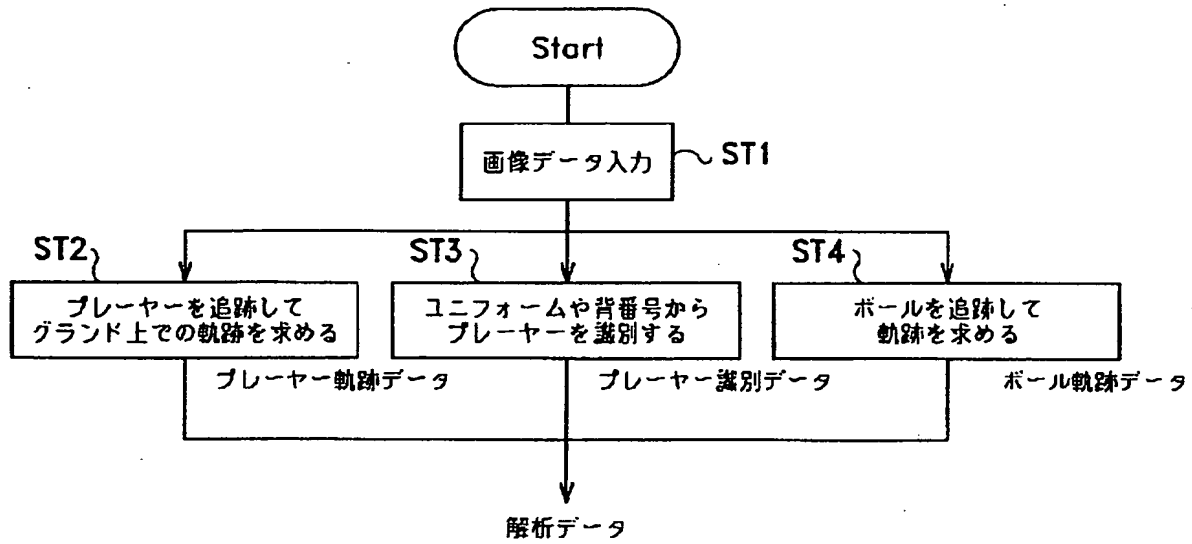 Start
画像データ入力
ST1
ST2
プレーヤーを追跡して
グランド上での軌跡を求める
プレーヤー軌跡データ
ST3
ユニフォームや背番号から
プレーヤーを識別する
プレーヤー識別データ
ST4
ボールを追跡して
軌跡を求める
ボール軌跡データ
解析データ